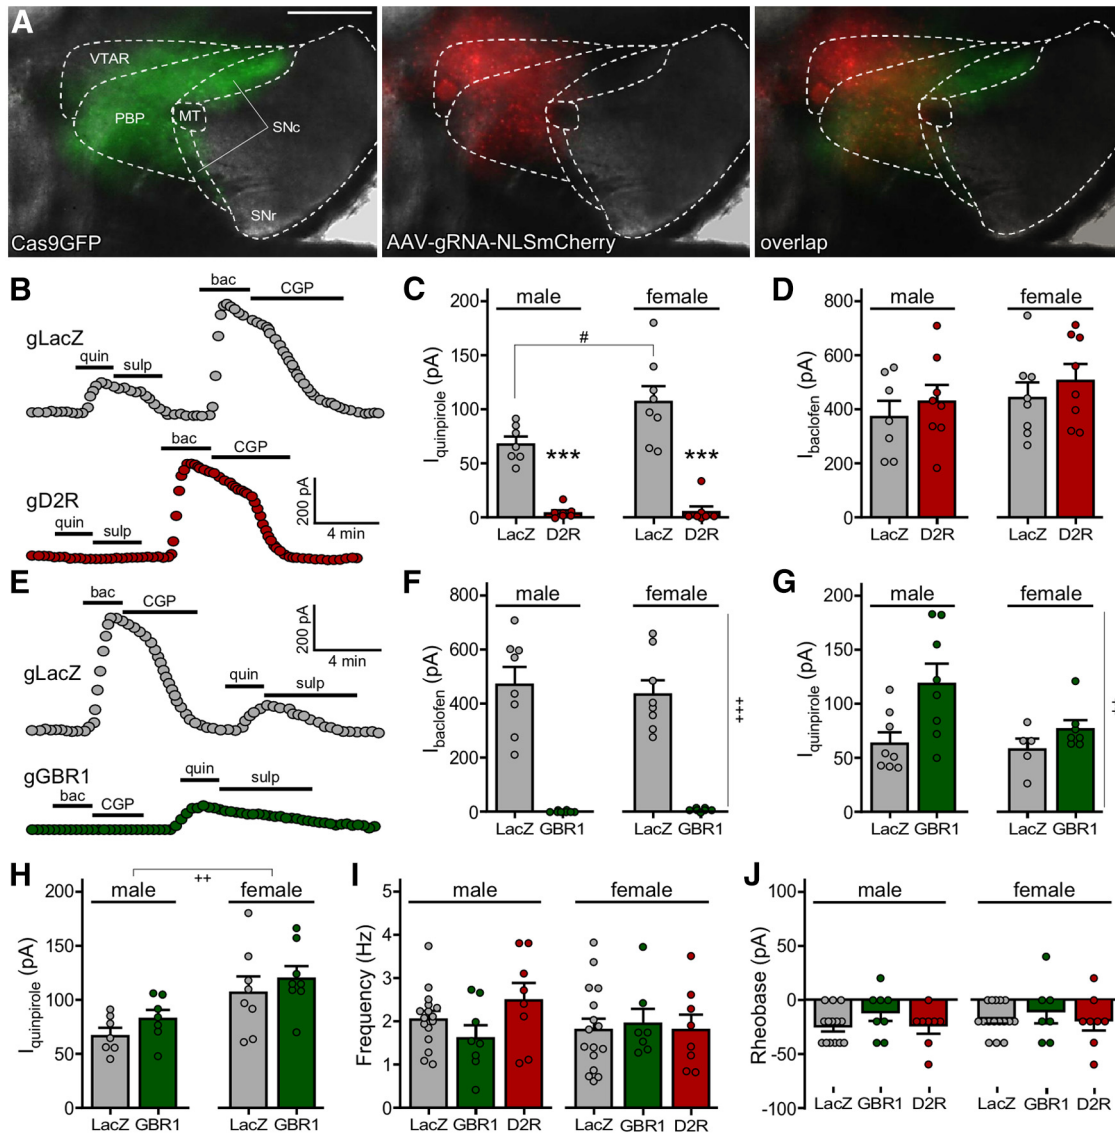 A
VTAR
PBP
MT
SNc
SNr
Cas9GFP
AAV-gRNA-NLSmCherry
overlap
B
gLacZ
quin
sulp
bac
CGP
gD2R
quin
sulp
bac
CGP
200 pA
4 min
C
male
female
#
***
***
I quinpirole (pA)
200
150
100
50
0
LacZ D2R LacZ D2R
D
male
female
I baclofen (pA)
800
600
400
200
0
LacZ D2R LacZ D2R
E
gLacZ
bac
CGP
quin
sulp
200 pA
4 min
gGBR1
bac
CGP
quin
sulp
F
male
female
I baclofen (pA)
800
600
400
200
0
+++
LacZ GBR1 LacZ GBR1
G
male
female
I quinpirole (pA)
200
150
100
50
0
LacZ GBR1 LacZ GBR1
H
++
male
female
I quinpirole (pA)
200
150
100
50
0
LacZ GBR1 LacZ GBR1
I
male
female
Frequency (Hz)
5
4
3
2
1
0
LacZ GBR1 D2R LacZ GBR1 D2R
J
male
female
Rheobase (pA)
100
50
0
-50
-100
LacZ GBR1 D2R LacZ GBR1 D2R